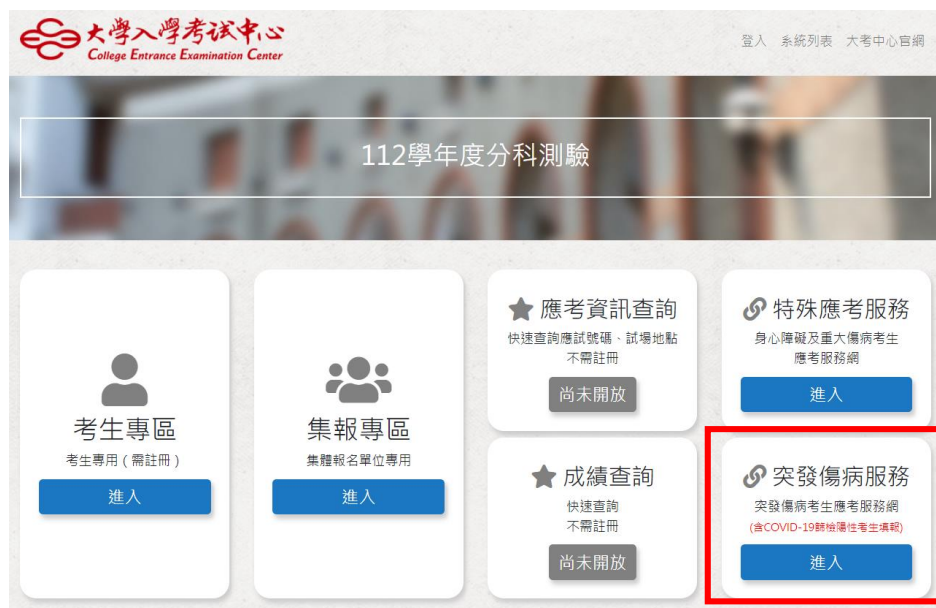 大學入學考試中心
College Entrance Examination Center
登入 系統列表 大考中心官網
112學年度分科測驗
考生專區
考生專用(需註冊)
進入
集報專區
集體報名單位專用
進入
應考資訊查詢
快速查詢應試號碼、試場地點
不需註冊
尚未開放
特殊應考服務
身心障礙及重大傷病考生
應考服務網
進入
成績查詢
快速查詢
不需註冊
尚未開放
突發傷病服務
突發傷病考生應考服務網
(含COVID-19篩檢陽性考生填報)
進入